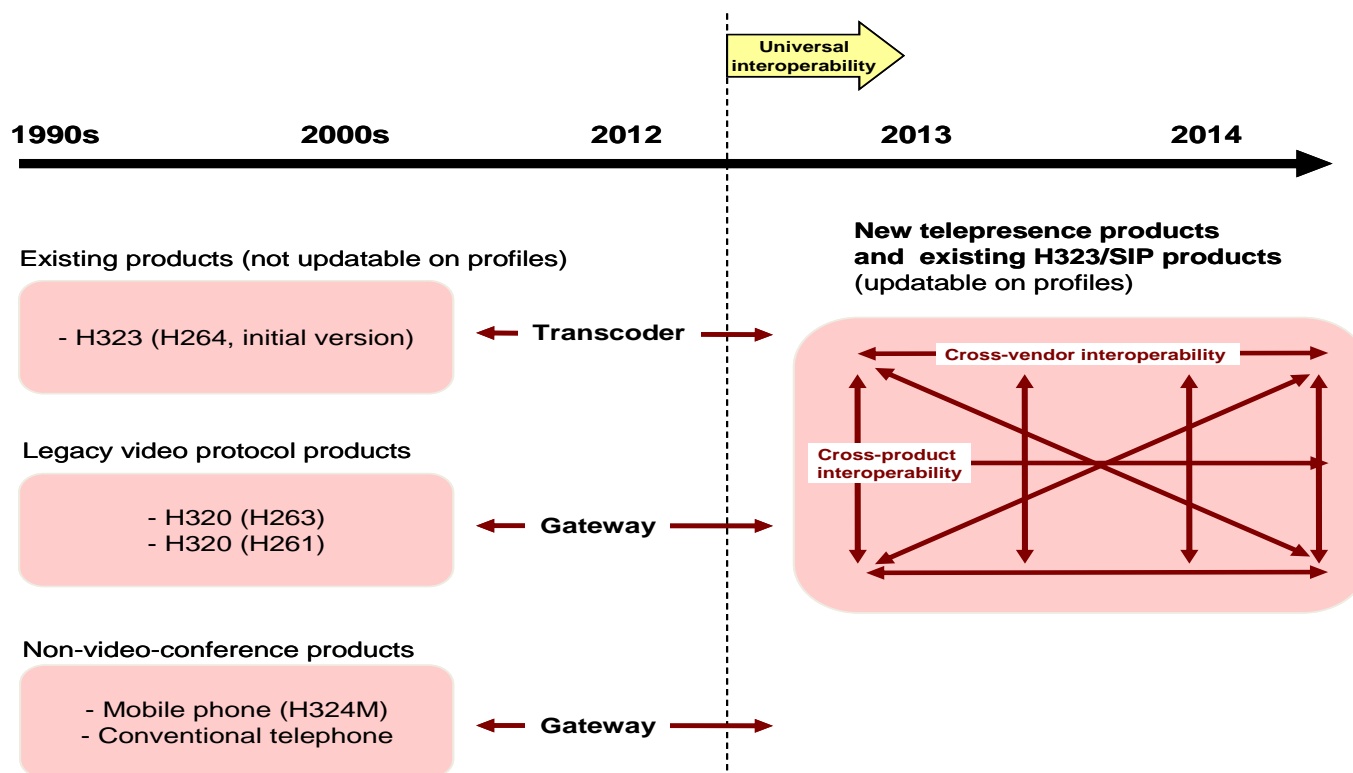 Universal
interoperability
1990s
2000s
2012
2013
2014
New telepresence products
and existing H323/SIP products
(updatable on profiles)
Existing products (not updatable on profiles)
- H323 (H264, initial version)
Transcoder
Cross-vendor interoperability
Legacy video protocol products
Cross-product
interoperability
- H320 (H263)
- H320 (H261)
Gateway
Non-video-conference products
- Mobile phone (H324M)
- Conventional telephone
Gateway